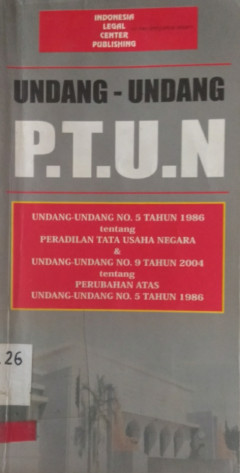 INDONESIA
LEGAL
CENTER
PUBLISHING
UNDANG - UNDANG
P.T.U.N
UNDANG-UNDANG NO. 5 TAHUN 1986
tentang
PERADILAN TATA USAHA NEGARA
&
UNDANG-UNDANG NO. 9 TAHUN 2004
tentang
PERUBAHAN ATAS
UNDANG-UNDANG NO. 5 TAHUN 1986
26